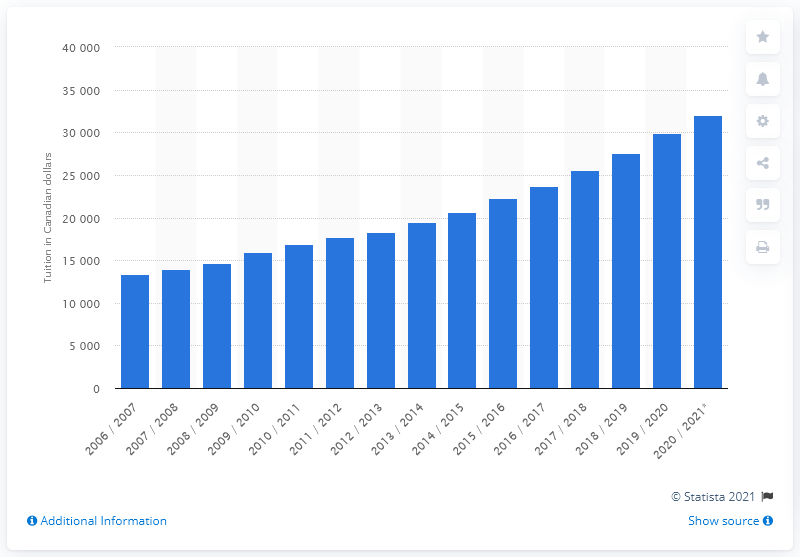 40 000
35 000
30 000
25 000
20 000
15 000
10 000
5 000
0
Tuition in Canadian dollars
2006 / 2007
2007 / 2008
2008 / 2009
2009 / 2010
2010 / 2011
2011 / 2012
2012 / 2013
2013 / 2014
2014 / 2015
2015 / 2016
2016 / 2017
2017 / 2018
2018 / 2019
2019 / 2020
2020 / 2021*
© Statista 2021
Additional Information
Show source